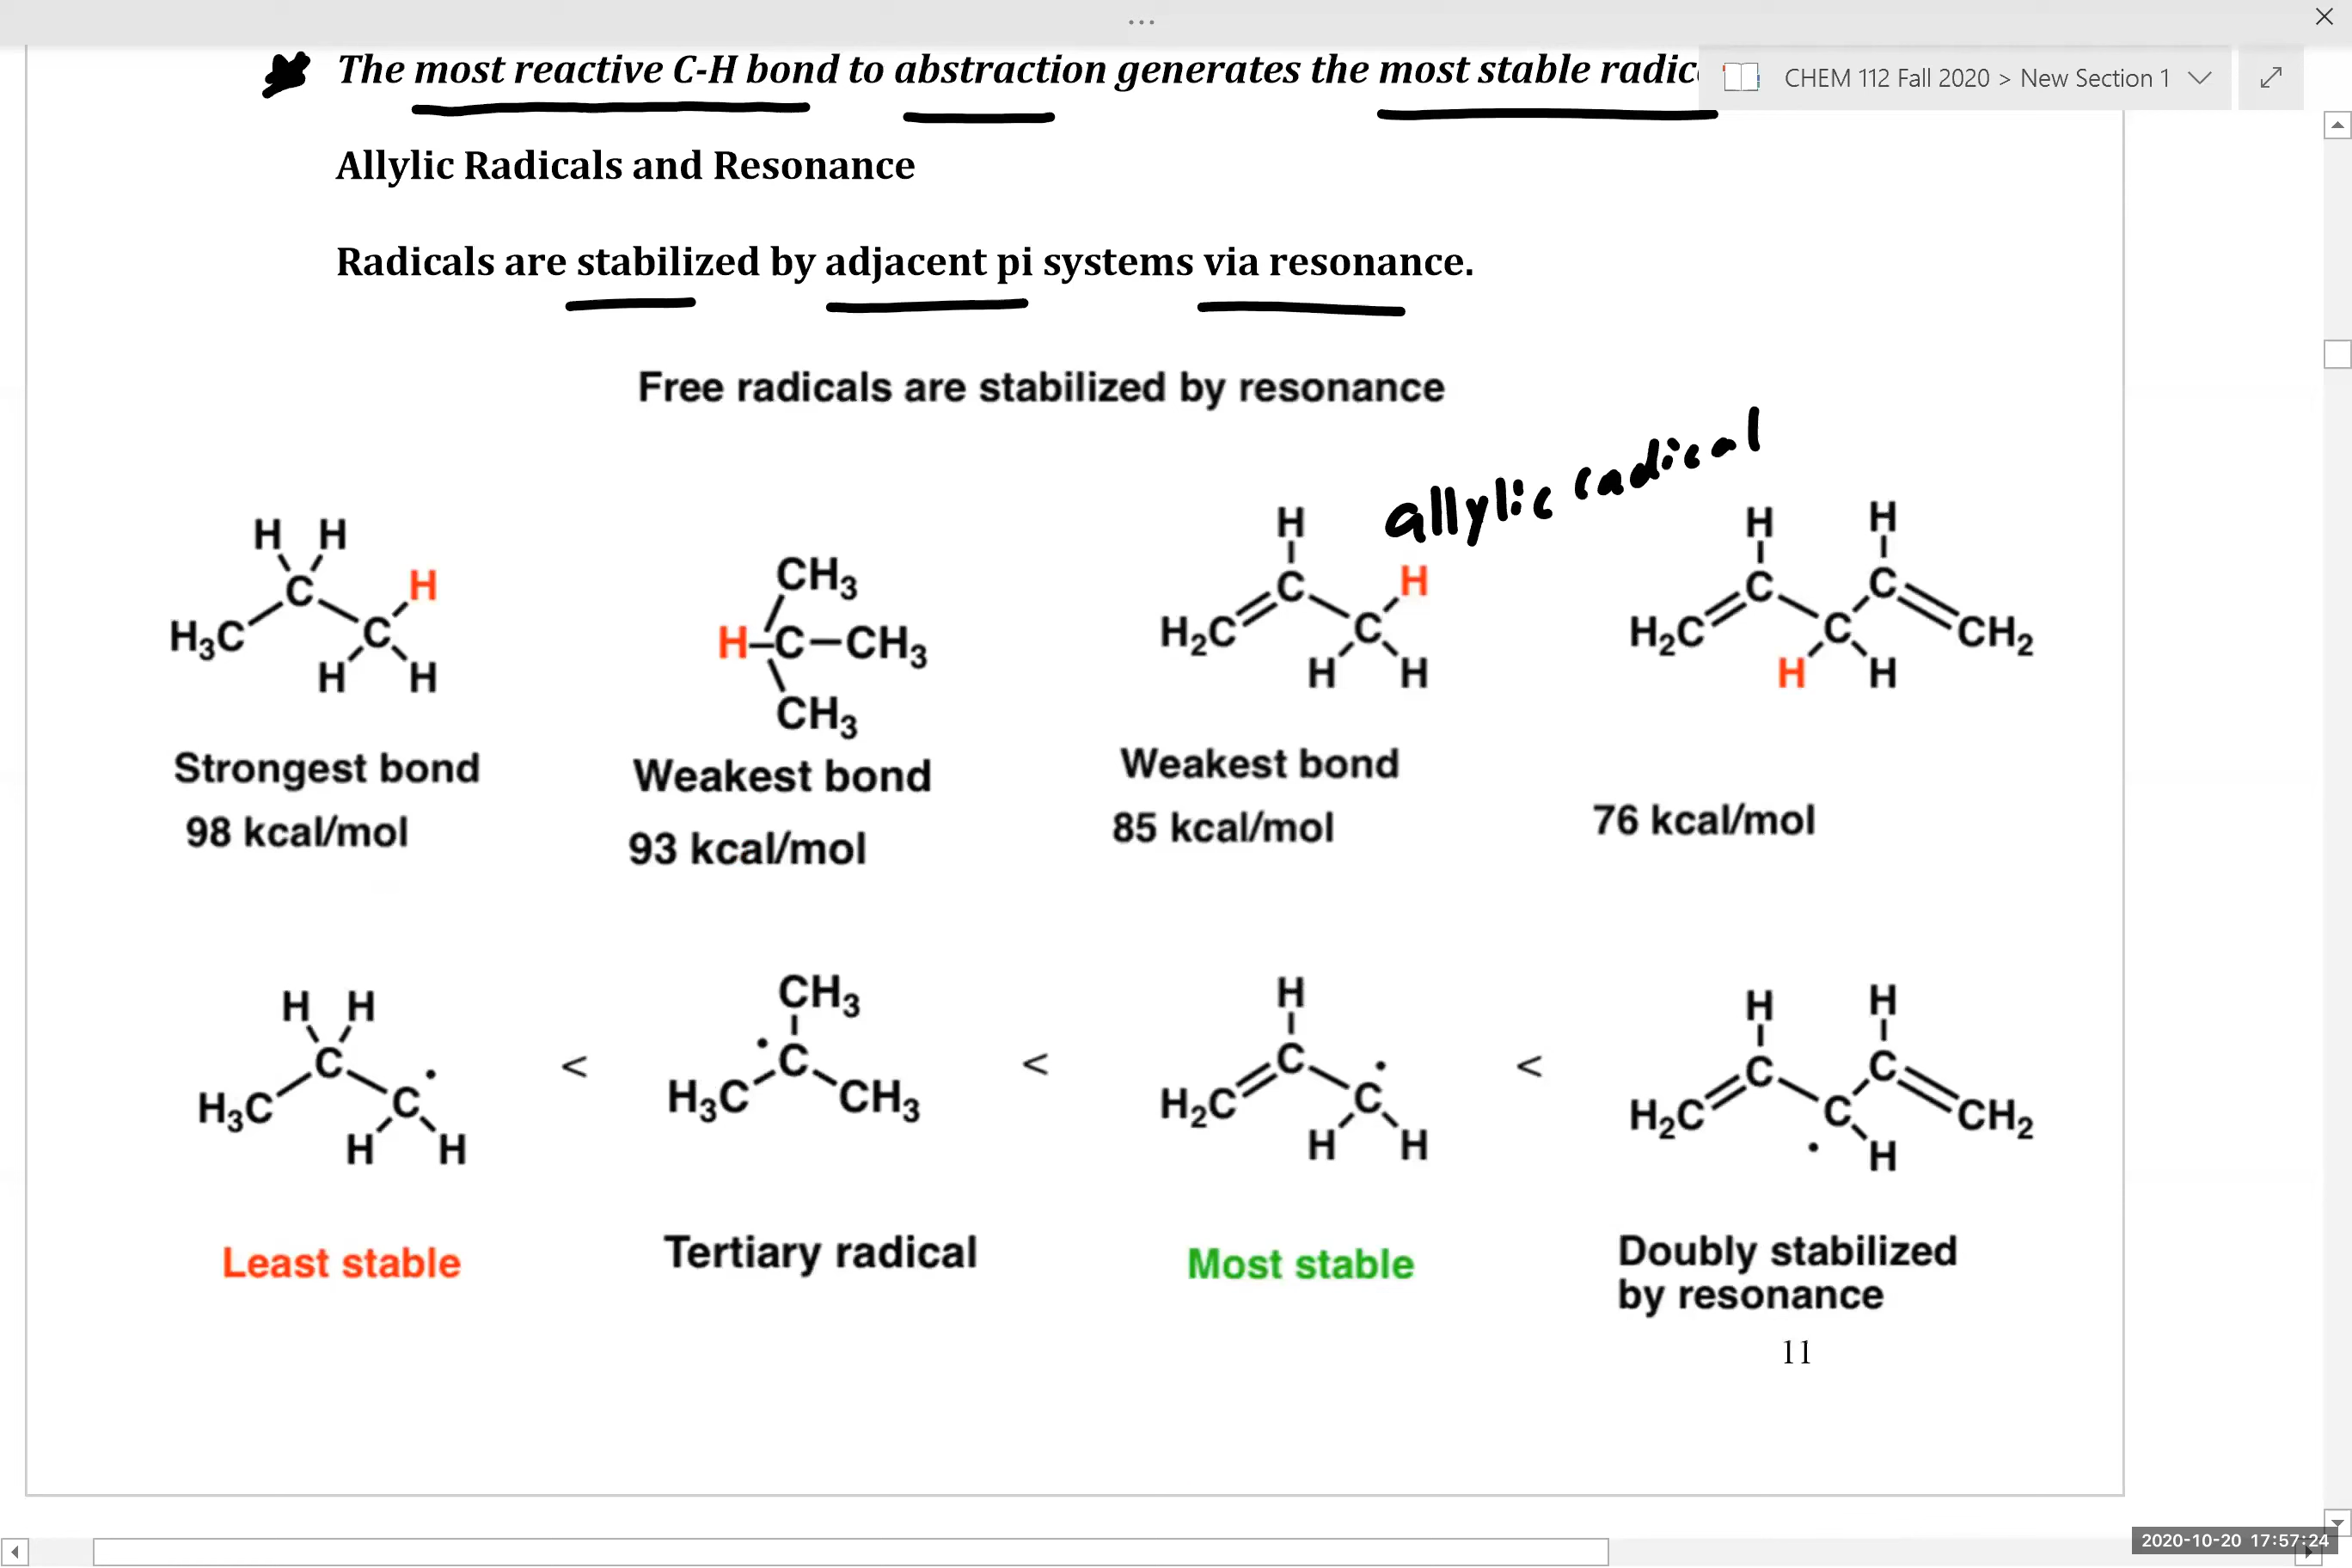 ...
The most reactive C-H bond to abstraction generates the most stable radic
CHEM 112 Fall 2020 > New Section 1
Allylic Radicals and Resonance
Radicals are stabilized by adjacent pi systems via resonance.
Free radicals are stabilized by resonance
allylic radical
H H
C
H
H3C
C
H H
CH3
H–C–CH3
CH3
H
C
H
H2C
C
H H
H H
C C
H2C C CH2
H H
Strongest bond
98 kcal/mol
Weakest bond
93 kcal/mol
Weakest bond
85 kcal/mol
76 kcal/mol
H H
C
H3C
C·
H H
<
CH3
·C
H3C CH3
<
H
C
H2C
C·
H H
<
H H
C C
H2C C CH2
· H
Least stable
Tertiary radical
Most stable
Doubly stabilized
by resonance
11
2020-10-20 17:57:24